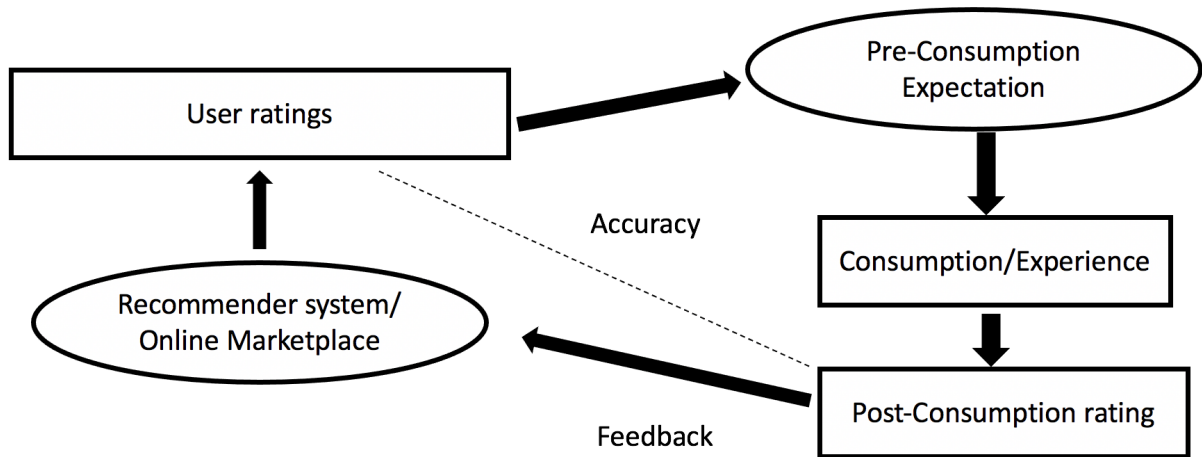 User ratings
Pre-Consumption
Expectation
Accuracy
Consumption/Experience
Recommender system/
Online Marketplace
Post-Consumption rating
Feedback